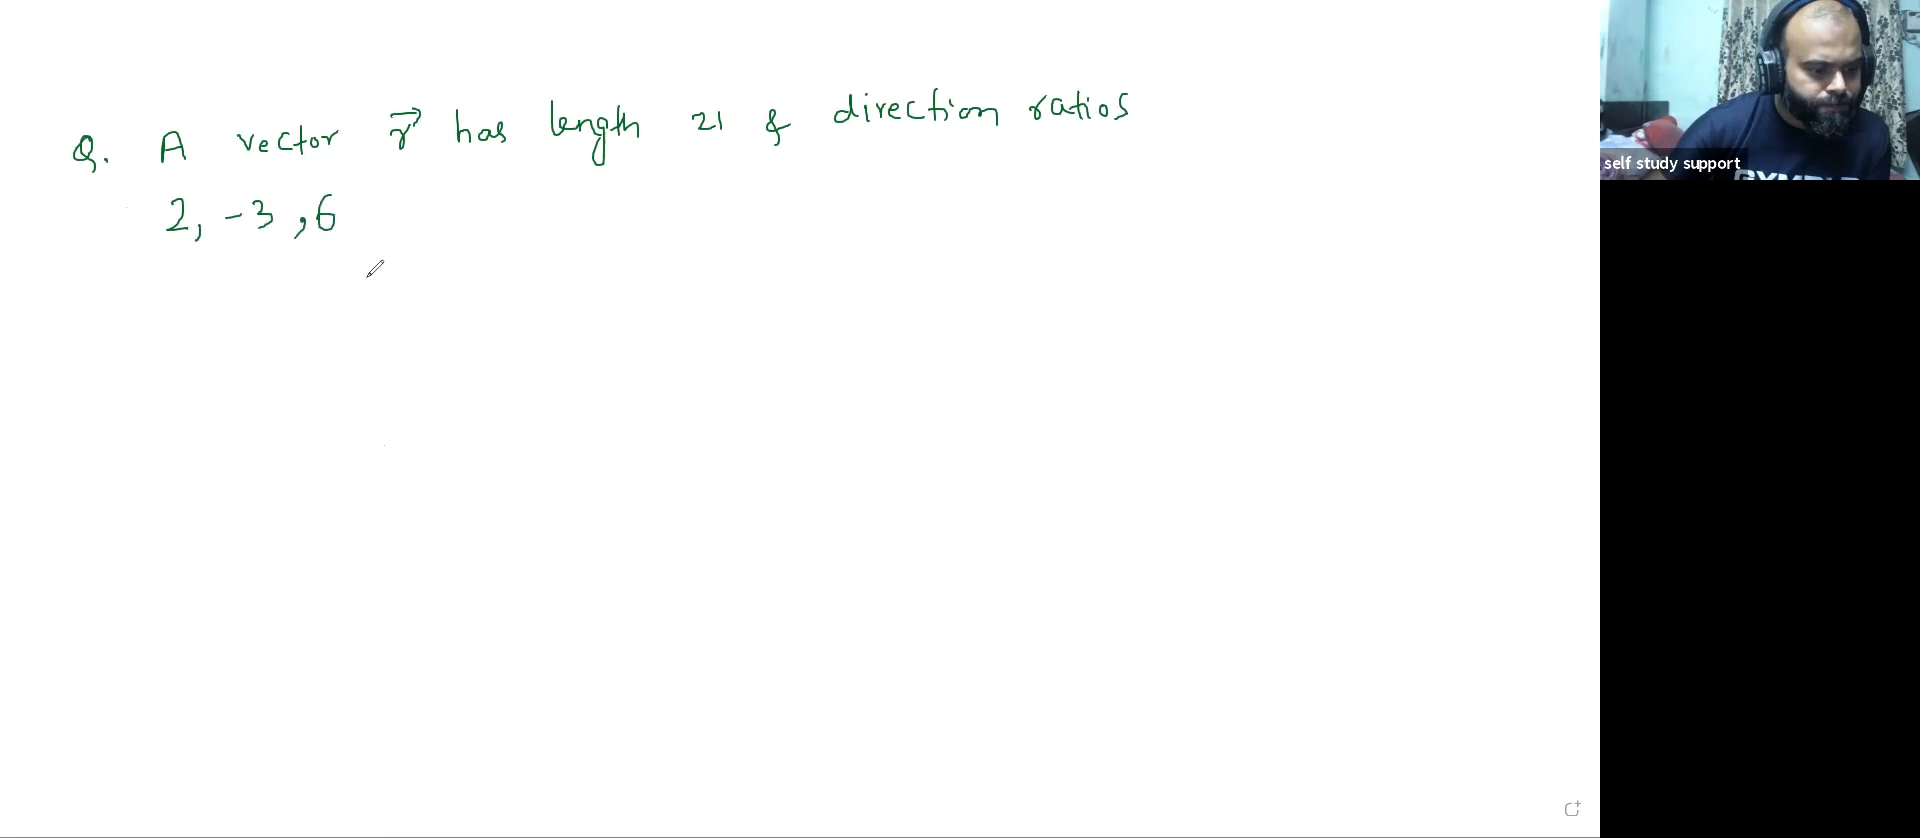 Q. A vector r⃗ has length 21 & direction ratios
2, -3, 6
self study support